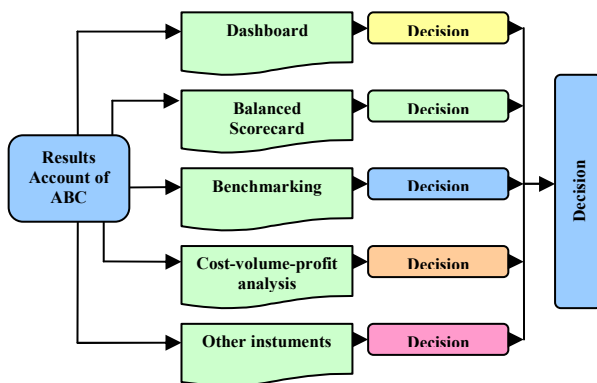 Dashboard
Decision
Balanced
Scorecard
Decision
Results
Account of
ABC
Benchmarking
Decision
Decision
Cost-volume-profit
analysis
Decision
Other instuments
Decision